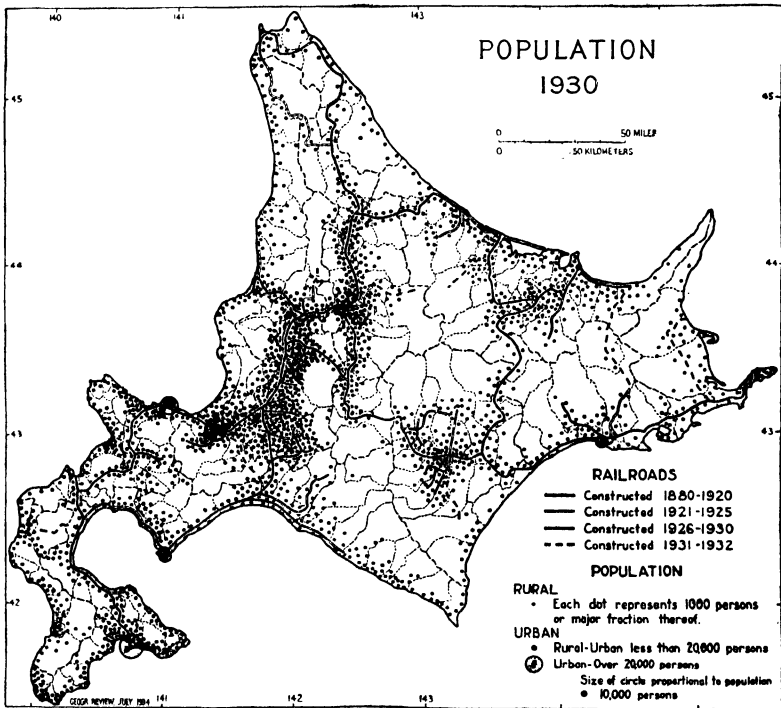 140 141 143
POPULATION
1930
45 45
0 50 MILES
0 50 KILOMETERS
44 44
43 43
RAILROADS
Constructed 1880-1920
Constructed 1921-1925
Constructed 1926-1930
Constructed 1931-1932
POPULATION
42 42
RURAL
Each dot represents 1000 persons
or major fraction thereof.
URBAN
Rural-Urban less than 20,000 persons
Urban-Over 20,000 persons
Size of circle proportional to population
10,000 persons
GEOGR. REVIEW, JULY 1934
141 142 143